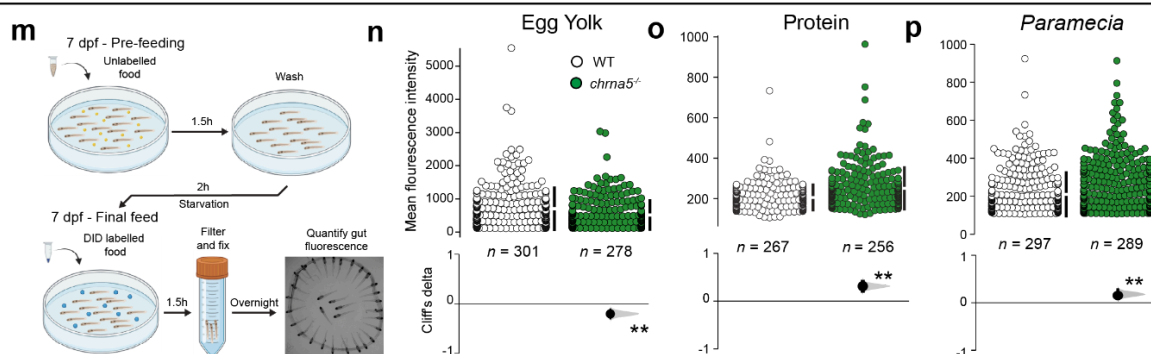 m
7 dpf - Pre-feeding
Unlabelled
food
Wash
1.5h
2h
Starvation
7 dpf - Final feed
DID labelled
food
Filter
and fix
Quantify gut
fluorescence
1.5h
Overnight
n
Egg Yolk
Mean flourescence intensity
5000
4000
3000
2000
1000
0
WT
chrna5-/-
n = 301
n = 278
Cliff's delta
1
0
-1
**
o
Protein
1000
800
600
400
200
0
n = 267
n = 256
1
0
-1
**
p
Paramecia
1000
800
600
400
200
0
n = 297
n = 289
1
0
-1
**